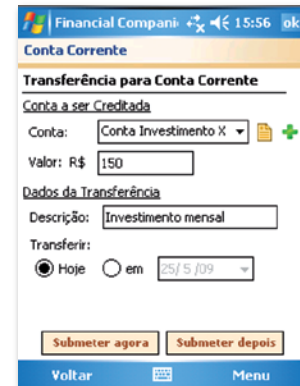 Financial Compani 15:56 ok
Conta Corrente
Transferência para Conta Corrente
Conta a ser Creditada
Conta: Conta Investimento X
Valor: R$ 150
Dados da Transferência
Descrição: Investimento mensal
Transferir:
Hoje em 25/ 5 /09
Submeter agora Submeter depois
Voltar Menu